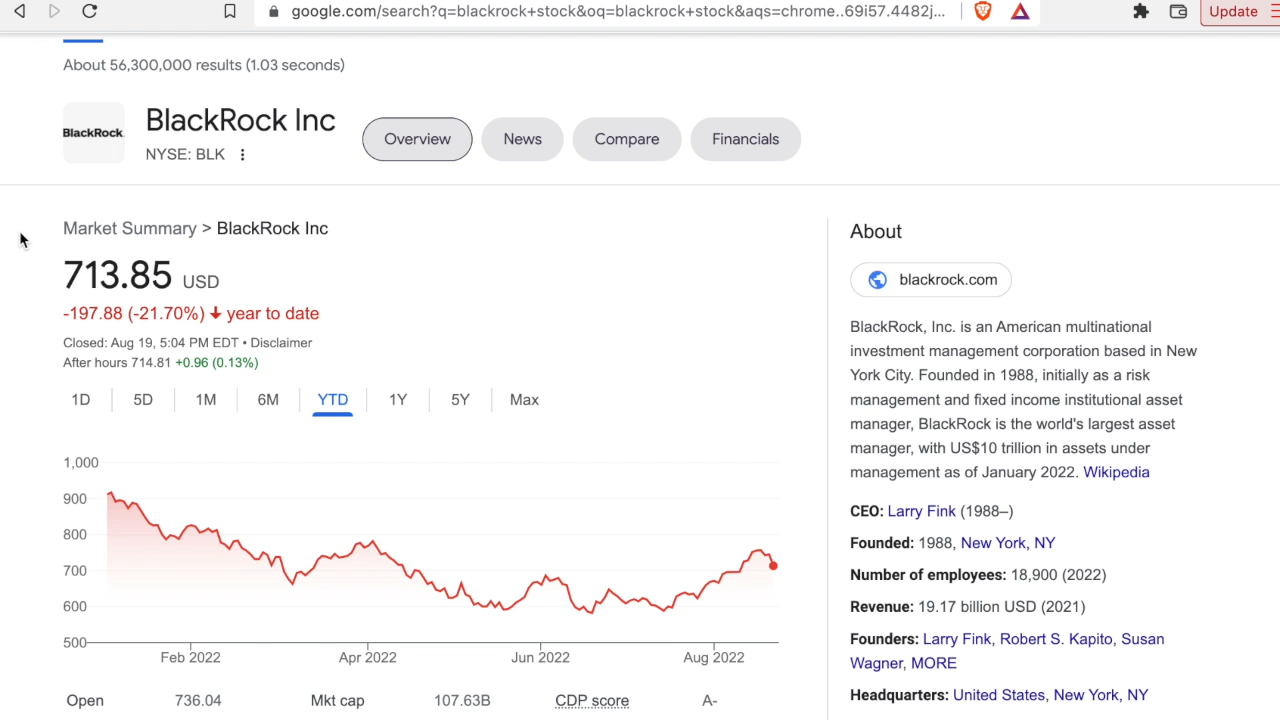 google.com/search?q=blackrock+stock&oq=blackrock+stock&aqs=chrome..69i57.4482j...
Update
About 56,300,000 results (1.03 seconds)
BlackRock
BlackRock Inc
NYSE: BLK
Overview
News
Compare
Financials
Market Summary > BlackRock Inc
713.85 USD
-197.88 (-21.70%) year to date
Closed: Aug 19, 5:04 PM EDT • Disclaimer
After hours 714.81 +0.96 (0.13%)
1D 5D 1M 6M YTD 1Y 5Y Max
1,000
900
800
700
600
500
Feb 2022 Apr 2022 Jun 2022 Aug 2022
Open 736.04 Mkt cap 107.63B CDP score A-
About
blackrock.com
BlackRock, Inc. is an American multinational
investment management corporation based in New
York City. Founded in 1988, initially as a risk
management and fixed income institutional asset
manager, BlackRock is the world's largest asset
manager, with US$10 trillion in assets under
management as of January 2022. Wikipedia
CEO: Larry Fink (1988–)
Founded: 1988, New York, NY
Number of employees: 18,900 (2022)
Revenue: 19.17 billion USD (2021)
Founders: Larry Fink, Robert S. Kapito, Susan
Wagner, MORE
Headquarters: United States, New York, NY